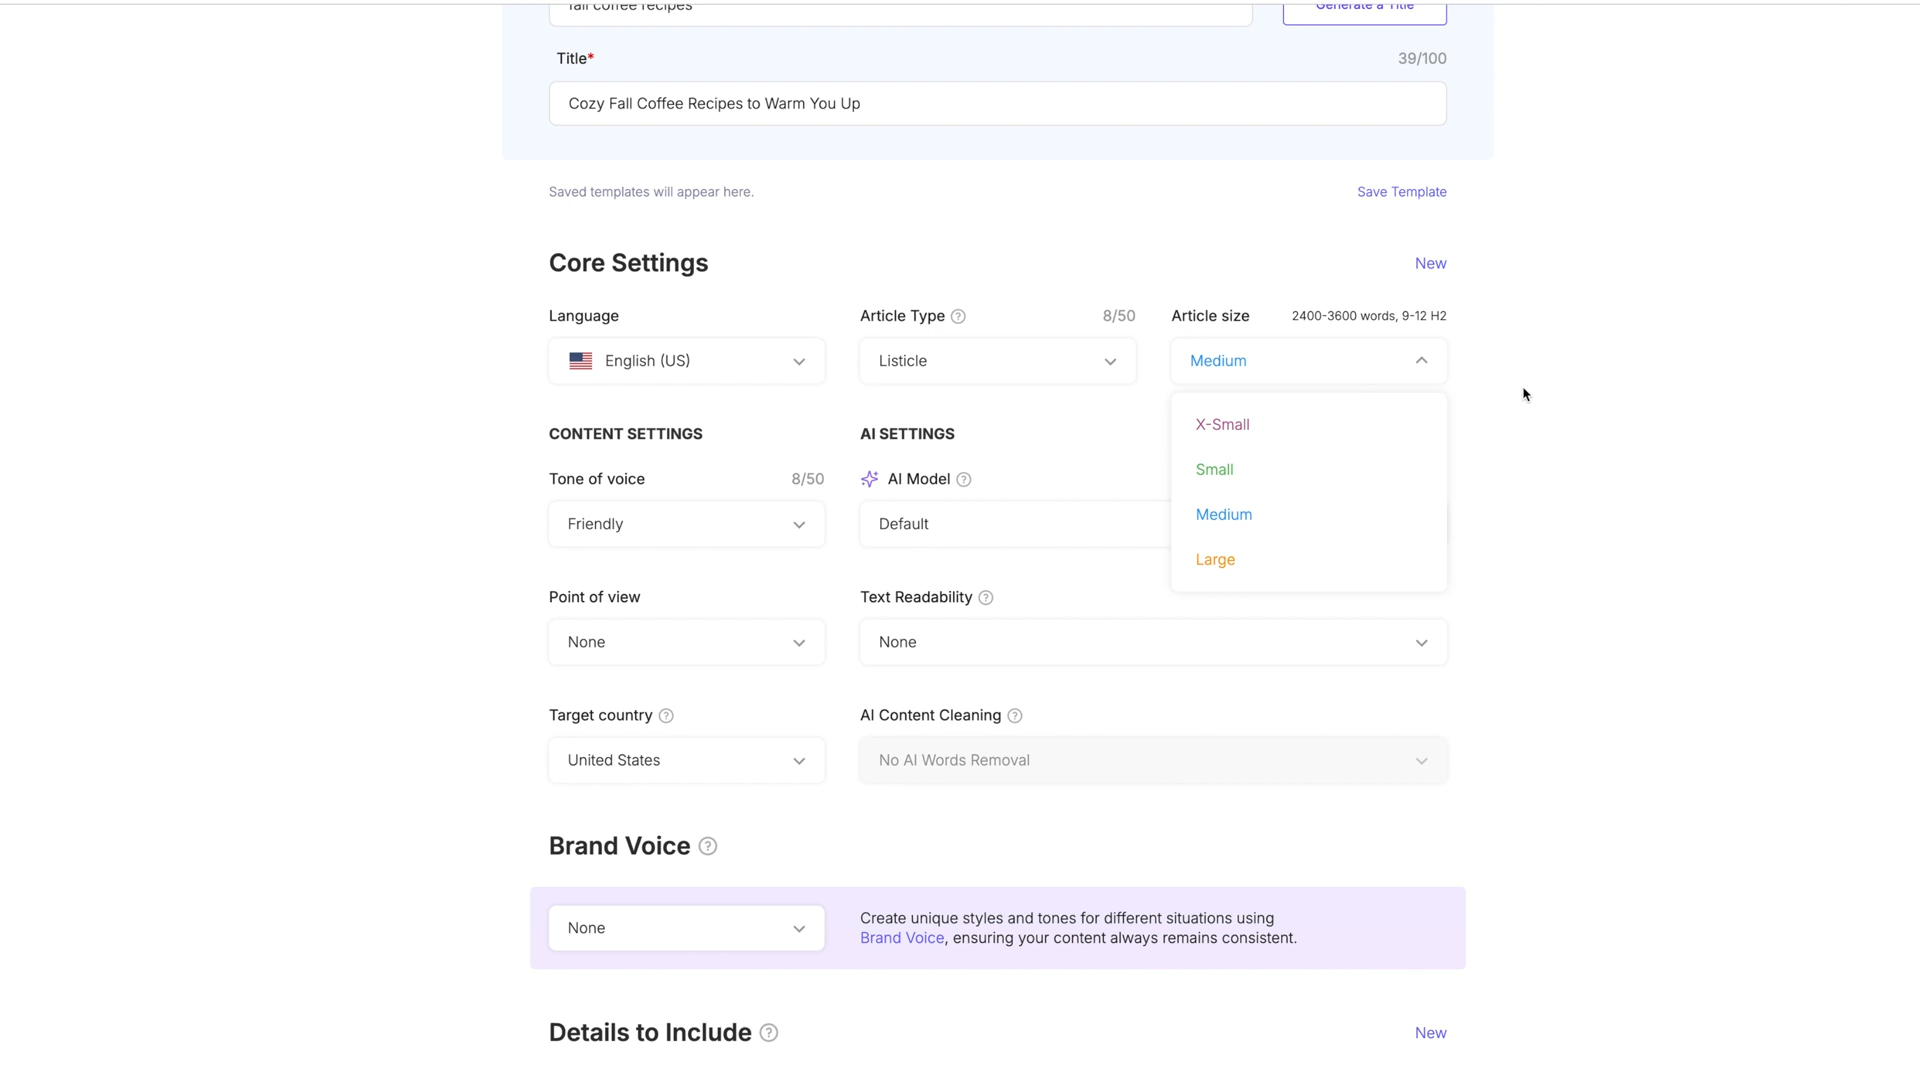 fall coffee recipes
Generate a Title
Title*
39/100
Cozy Fall Coffee Recipes to Warm You Up
Saved templates will appear here.
Save Template
Core Settings
New
Language
Article Type
8/50
Article size
2400-3600 words, 9-12 H2
English (US)
Listicle
Medium
X-Small
Small
Medium
Large
CONTENT SETTINGS
AI SETTINGS
Tone of voice
8/50
AI Model
Friendly
Default
Point of view
Text Readability
None
None
Target country
AI Content Cleaning
United States
No AI Words Removal
Brand Voice
None
Create unique styles and tones for different situations using
Brand Voice, ensuring your content always remains consistent.
Details to Include
New